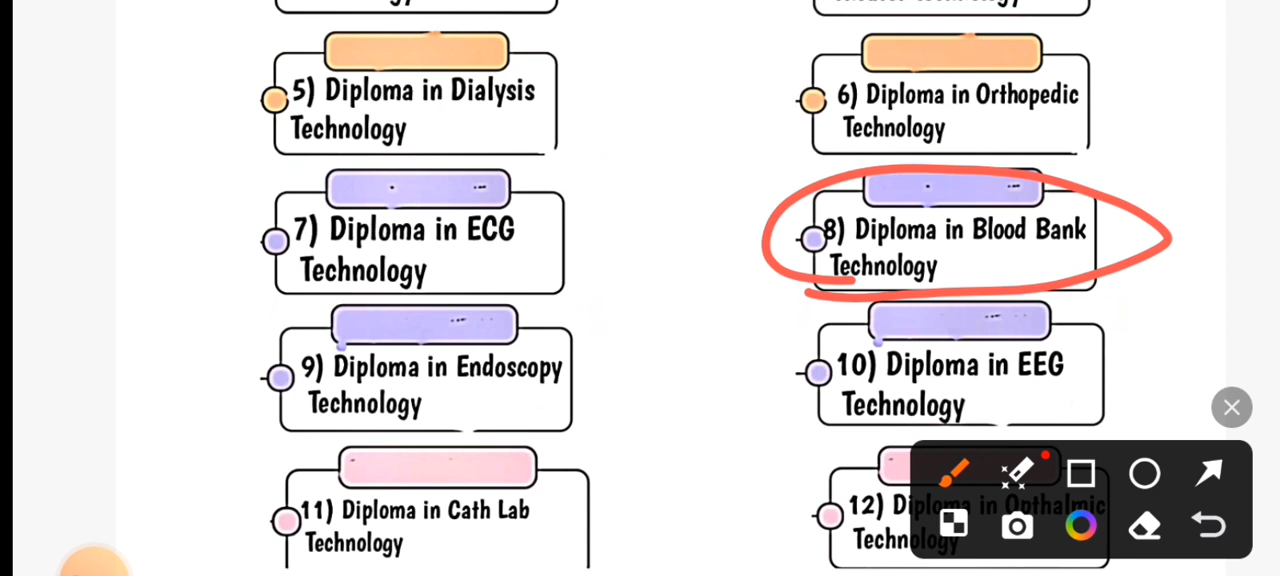 5) Diploma in Dialysis
Technology
6) Diploma in Orthopedic
Technology
7) Diploma in ECG
Technology
8) Diploma in Blood Bank
Technology
9) Diploma in Endoscopy
Technology
10) Diploma in EEG
Technology
11) Diploma in Cath Lab
Technology
12) Diploma in Opthalmic
Technology